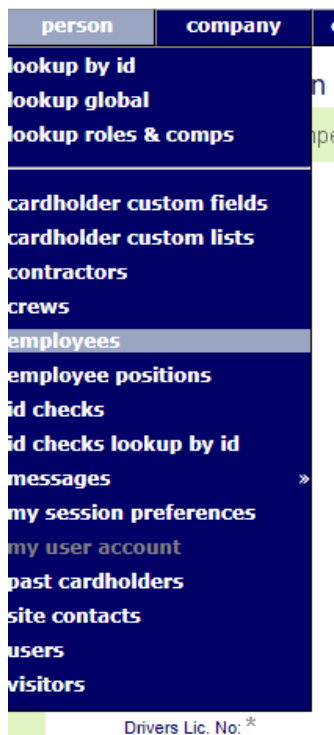 person company
lookup by id
lookup global
lookup roles & comps
cardholder custom fields
cardholder custom lists
contractors
crews
employees
employee positions
id checks
id checks lookup by id
messages »
my session preferences
my user account
past cardholders
site contacts
users
visitors
Drivers Lic. No: *